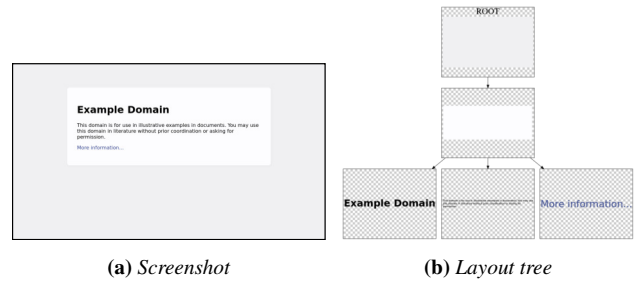 ROOT
Example Domain
This domain is for use in illustrative examples in documents. You may use
this domain in literature without prior coordination or asking for
permission.
More information...
Example Domain
More information...
(a) Screenshot
(b) Layout tree